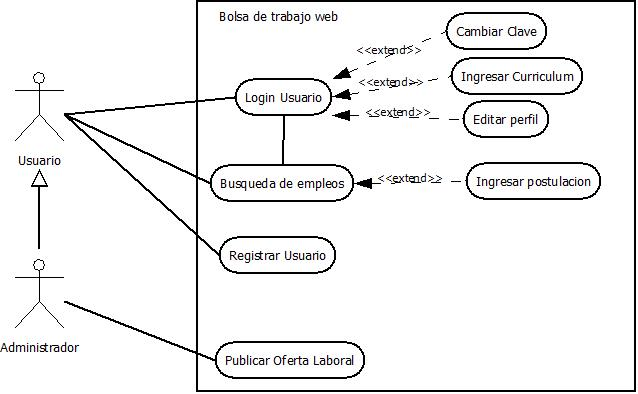 Bolsa de trabajo web
Cambiar Clave
<<extend>>
Ingresar Curriculum
<<extend>>
Login Usuario
<<extend>>
Editar perfil
Usuario
Busqueda de empleos
<<extend>>
Ingresar postulacion
Registrar Usuario
Administrador
Publicar Oferta Laboral